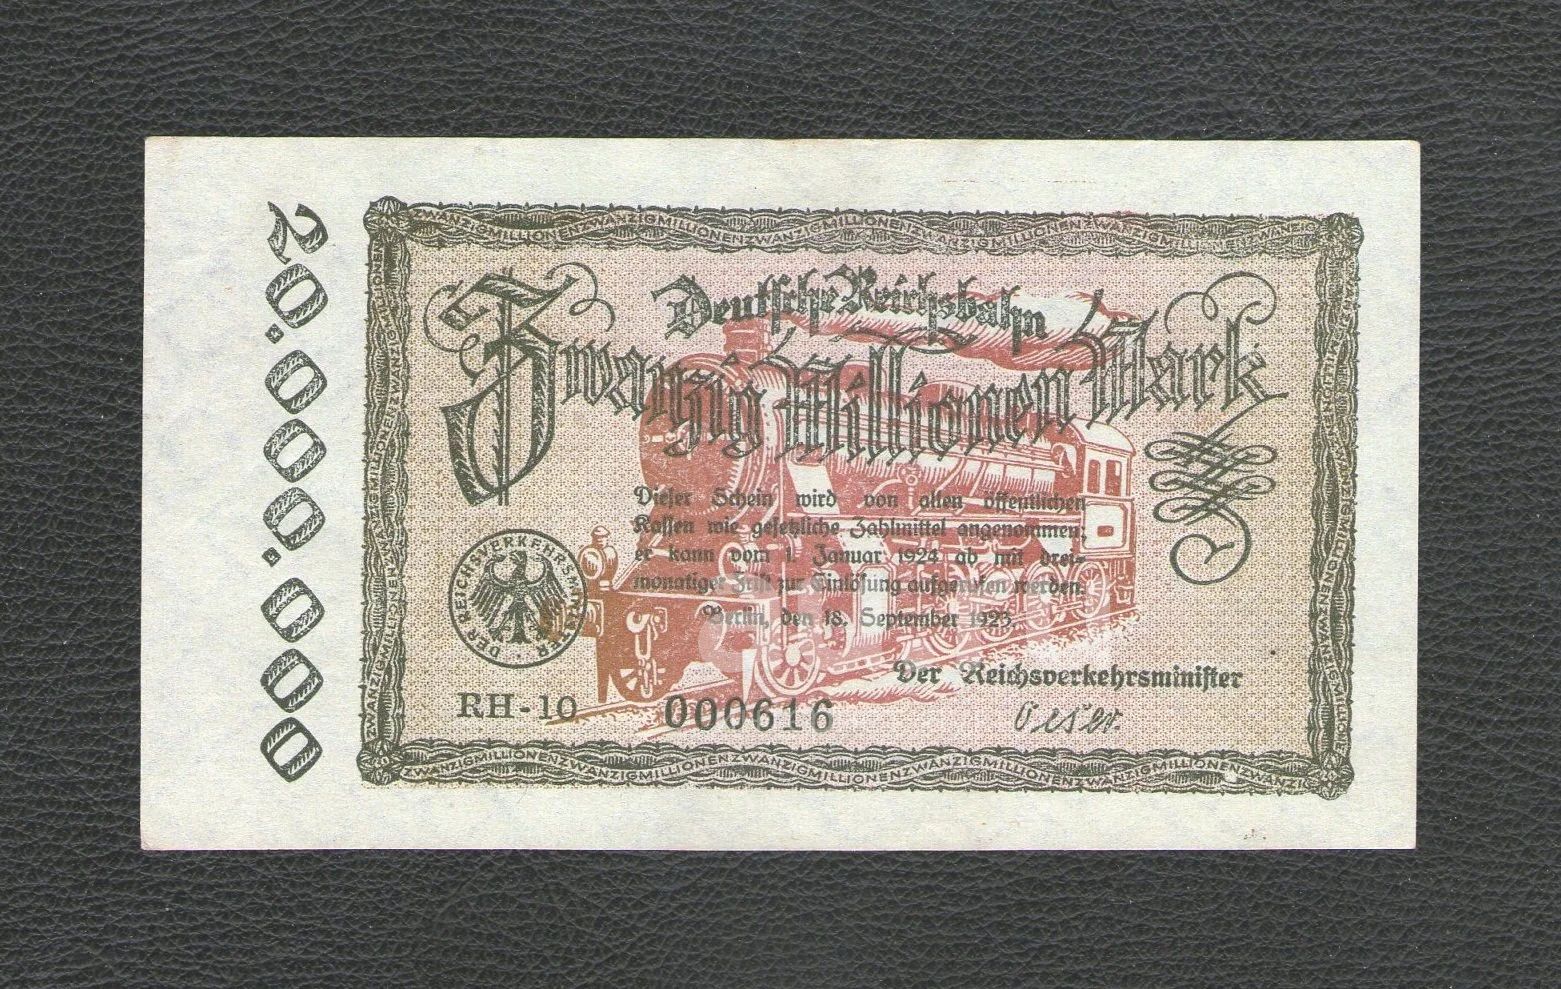 20.000.000
ZWANZIGMILLIONENZWANZIGMILLIONENZWANZIGMILLIONENZWANZIGMILLIONENZWANZIGMILLIONEN
Deutsche Reichsbahn
Zwanzig Millionen Mark
Dieser Schein wird von allen öffentlichen
Kassen wie gesetzliche Zahlmittel angenommen,
er kann vom 1. Januar 1924 ab mit drei-
monatiger Frist zur Einlösung aufgerufen werden.
Berlin, den 18. September 1923.
DER REICHSVERKEHRSMINISTER
Der Reichsverkehrsminister
RH-10 000616
Oeser